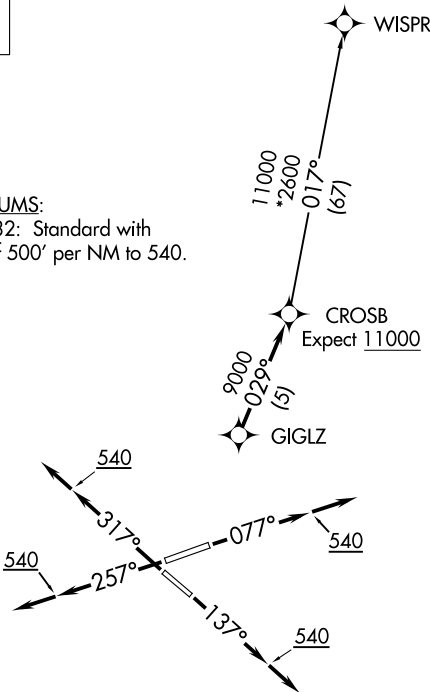 WISPR
11000
*2600
017°
(67)
UMS:
32: Standard with
500' per NM to 540.
CROSB
Expect 11000
9000
029°
(5)
GIGLZ
540
317°
077°
540
540
257°
137°
540